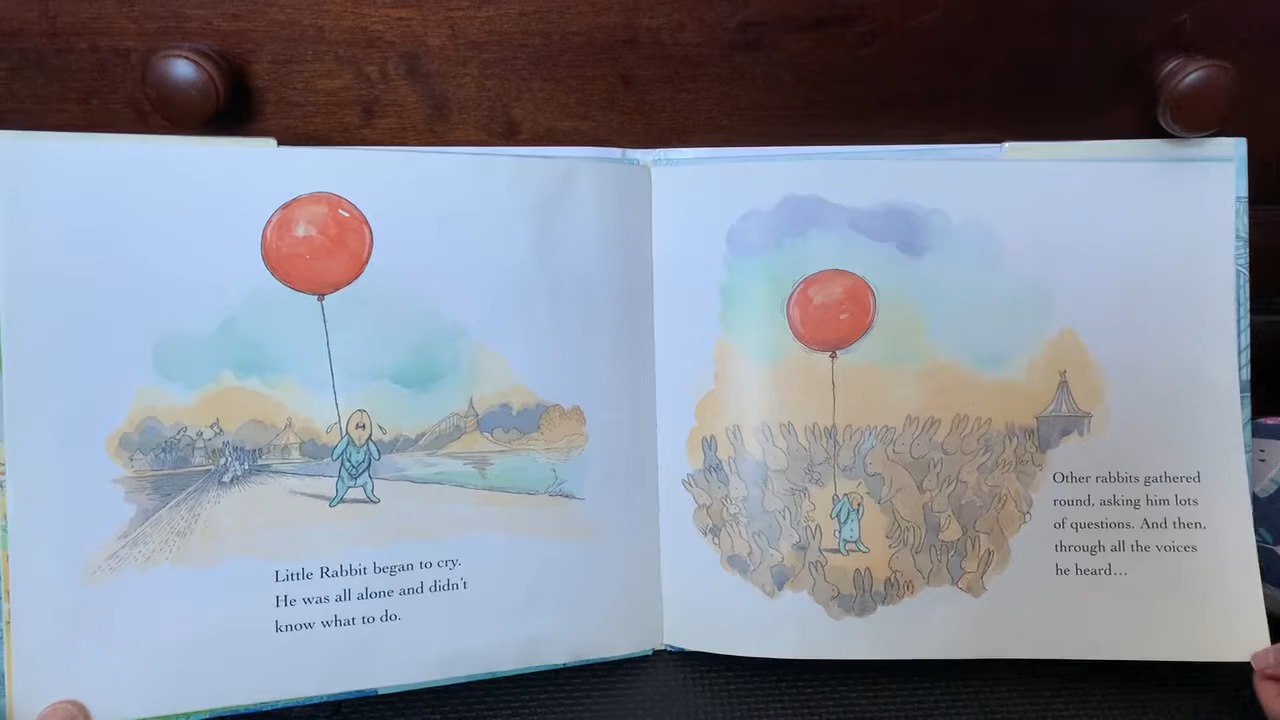 Little Rabbit began to cry.
He was all alone and didn't
know what to do.
Other rabbits gathered
round, asking him lots
of questions. And then,
through all the voices
he heard...